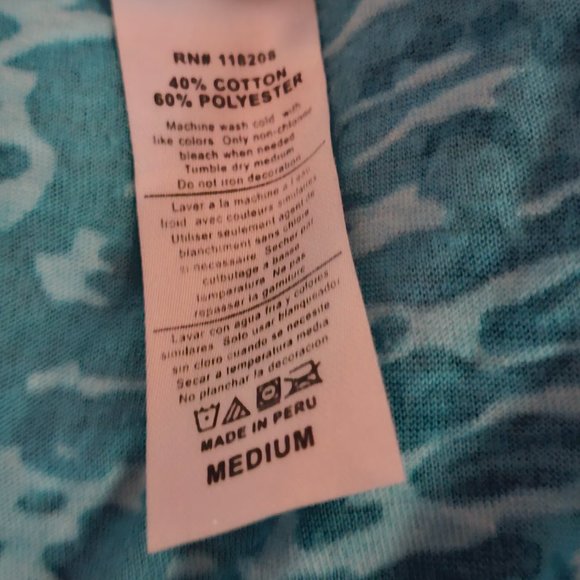 RN# 118208
40% COTTON
60% POLYESTER
Machine wash cold with
like colors. Only non-chlorine
bleach when needed
Tumble dry medium
Do not iron decoration
Lavar a la machine a l'eau
froid avec couleurs similaires
Utiliser seulement agent de
blanchiment sans chlore
si necessaire. Secher par
culbutage a basse
temperature. Ne pas
repasser la garniture
Lavar con agua fria y colores
similares Solo usar blanqueador
sin cloro cuando se necesite
Secar a temperatura media
No planchar la decoracion
MADE IN PERU
MEDIUM